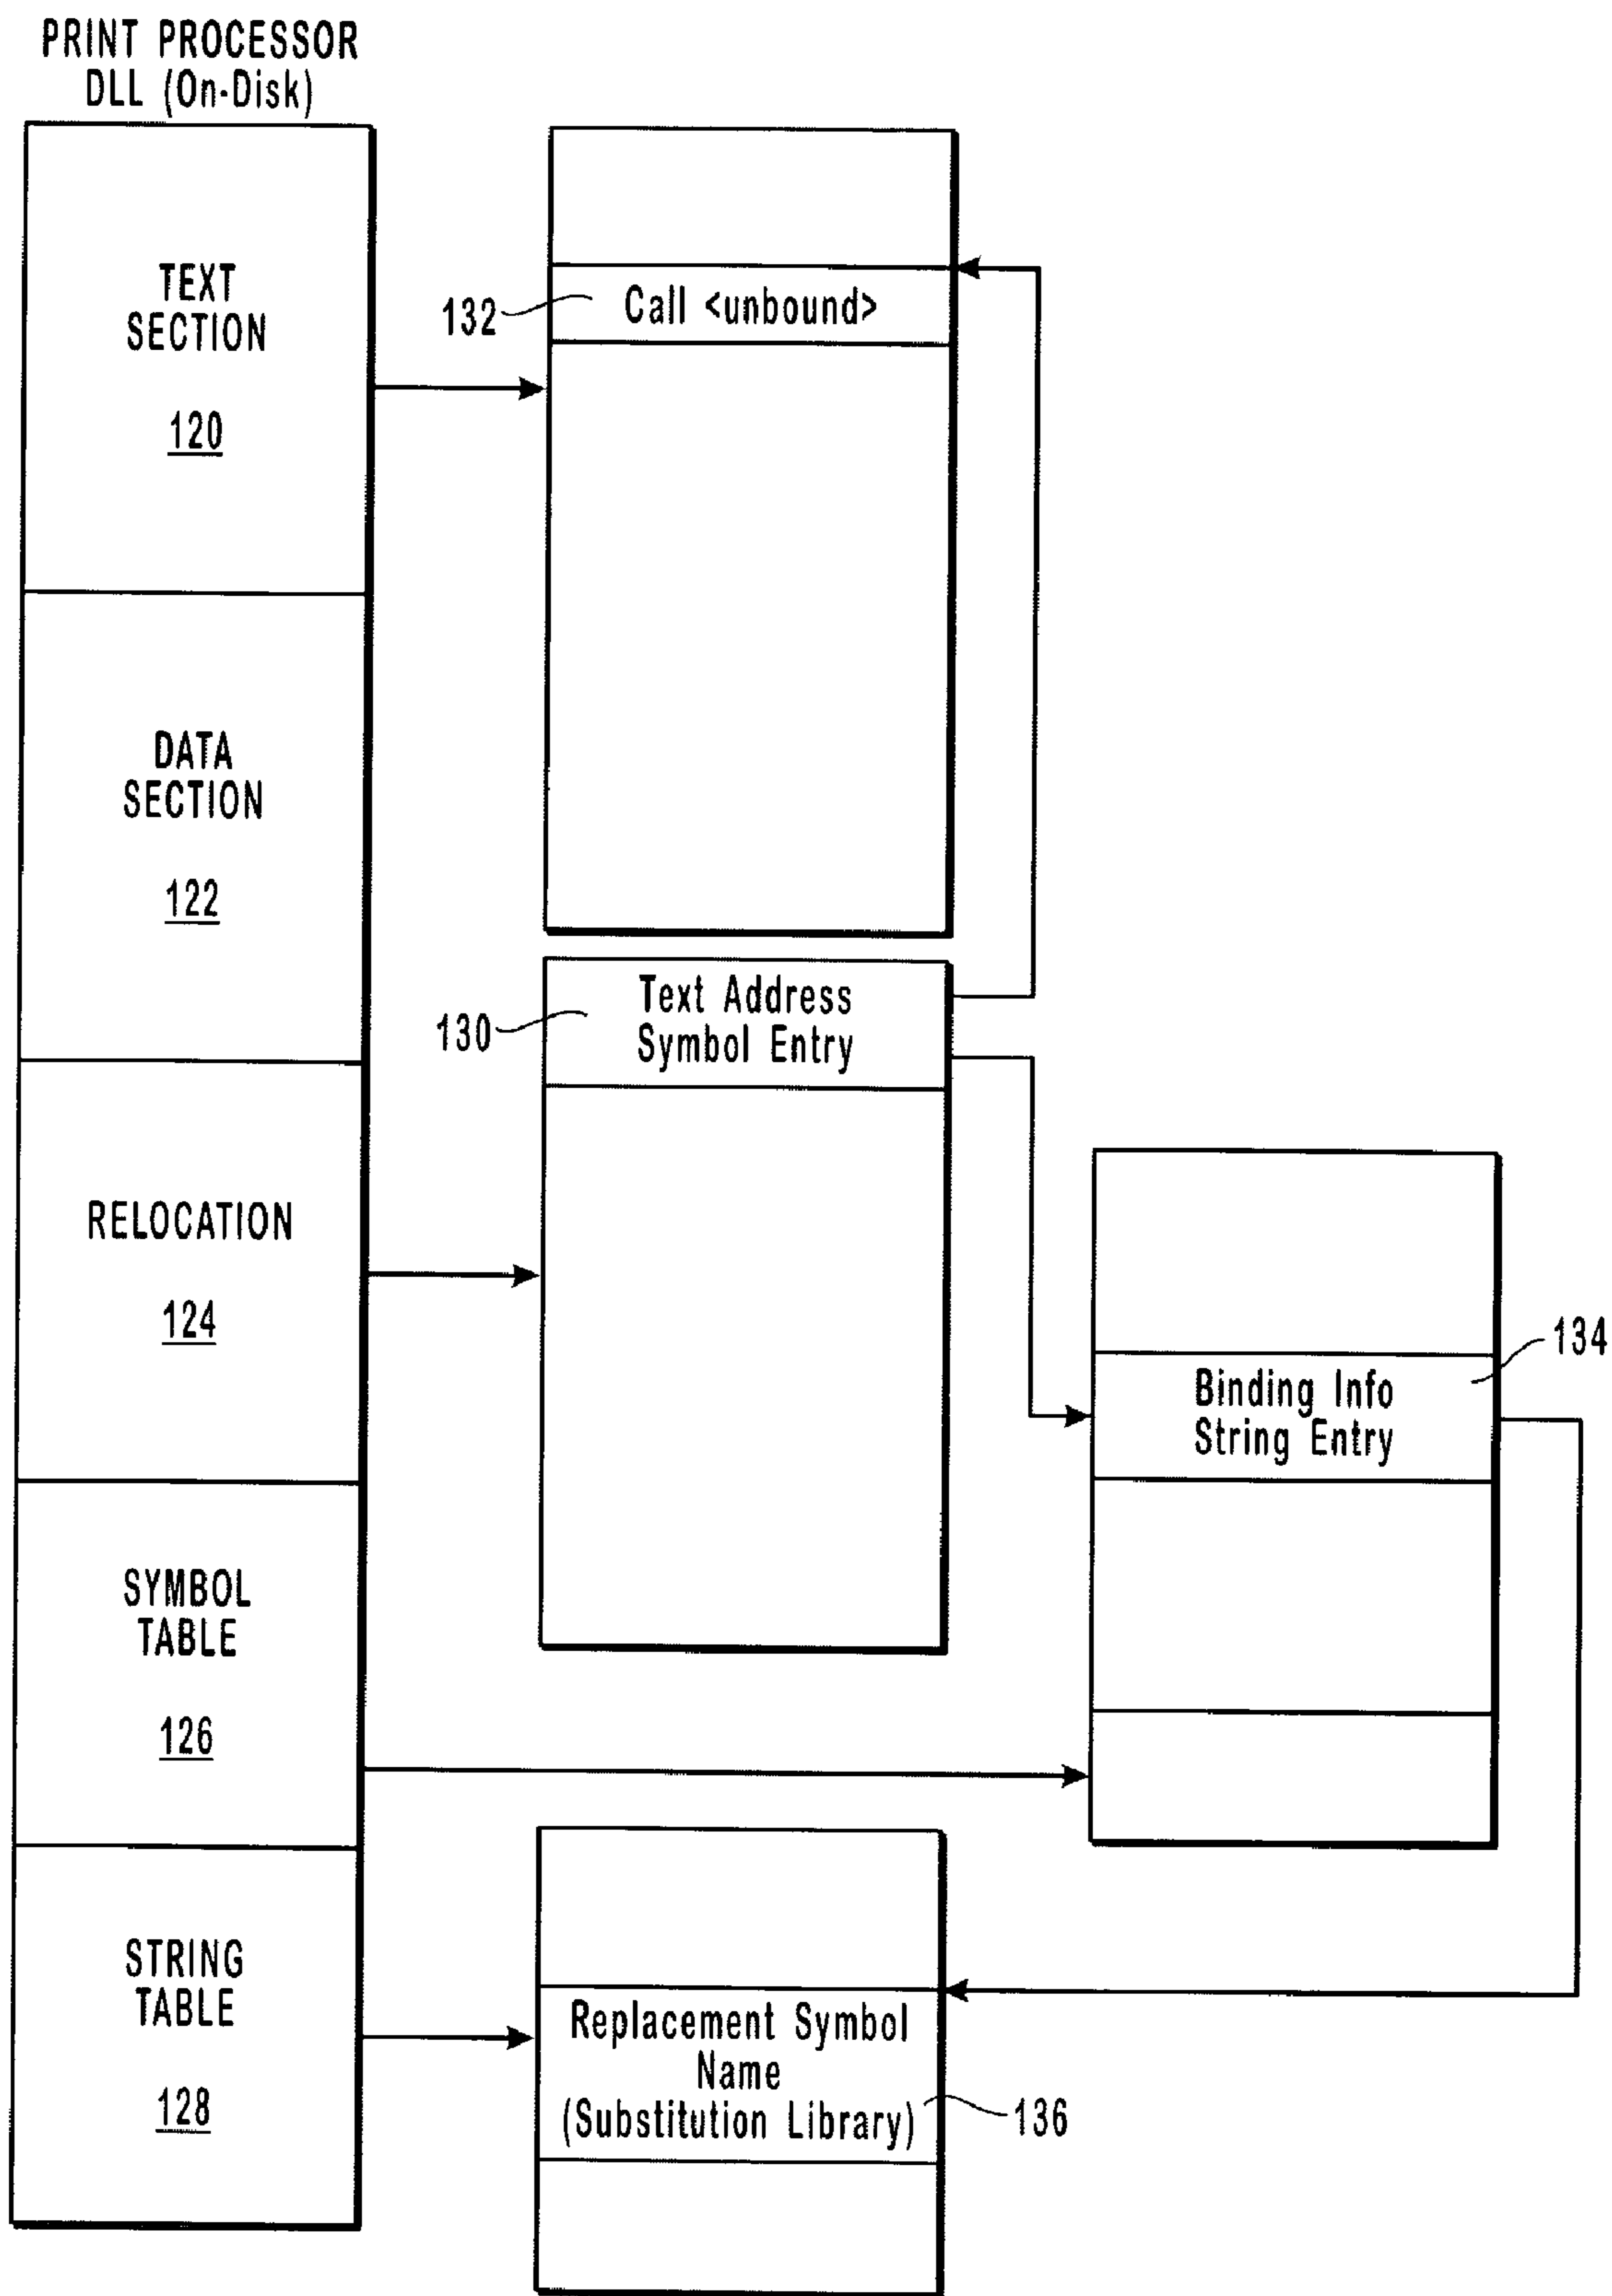 PRINT PROCESSOR
DLL (On-Disk)
TEXT
SECTION
120
DATA
SECTION
122
RELOCATION
124
SYMBOL
TABLE
126
STRING
TABLE
128
132
Call <unbound>
130
Text Address
Symbol Entry
134
Binding Info
String Entry
Replacement Symbol
Name
(Substitution Library)
136